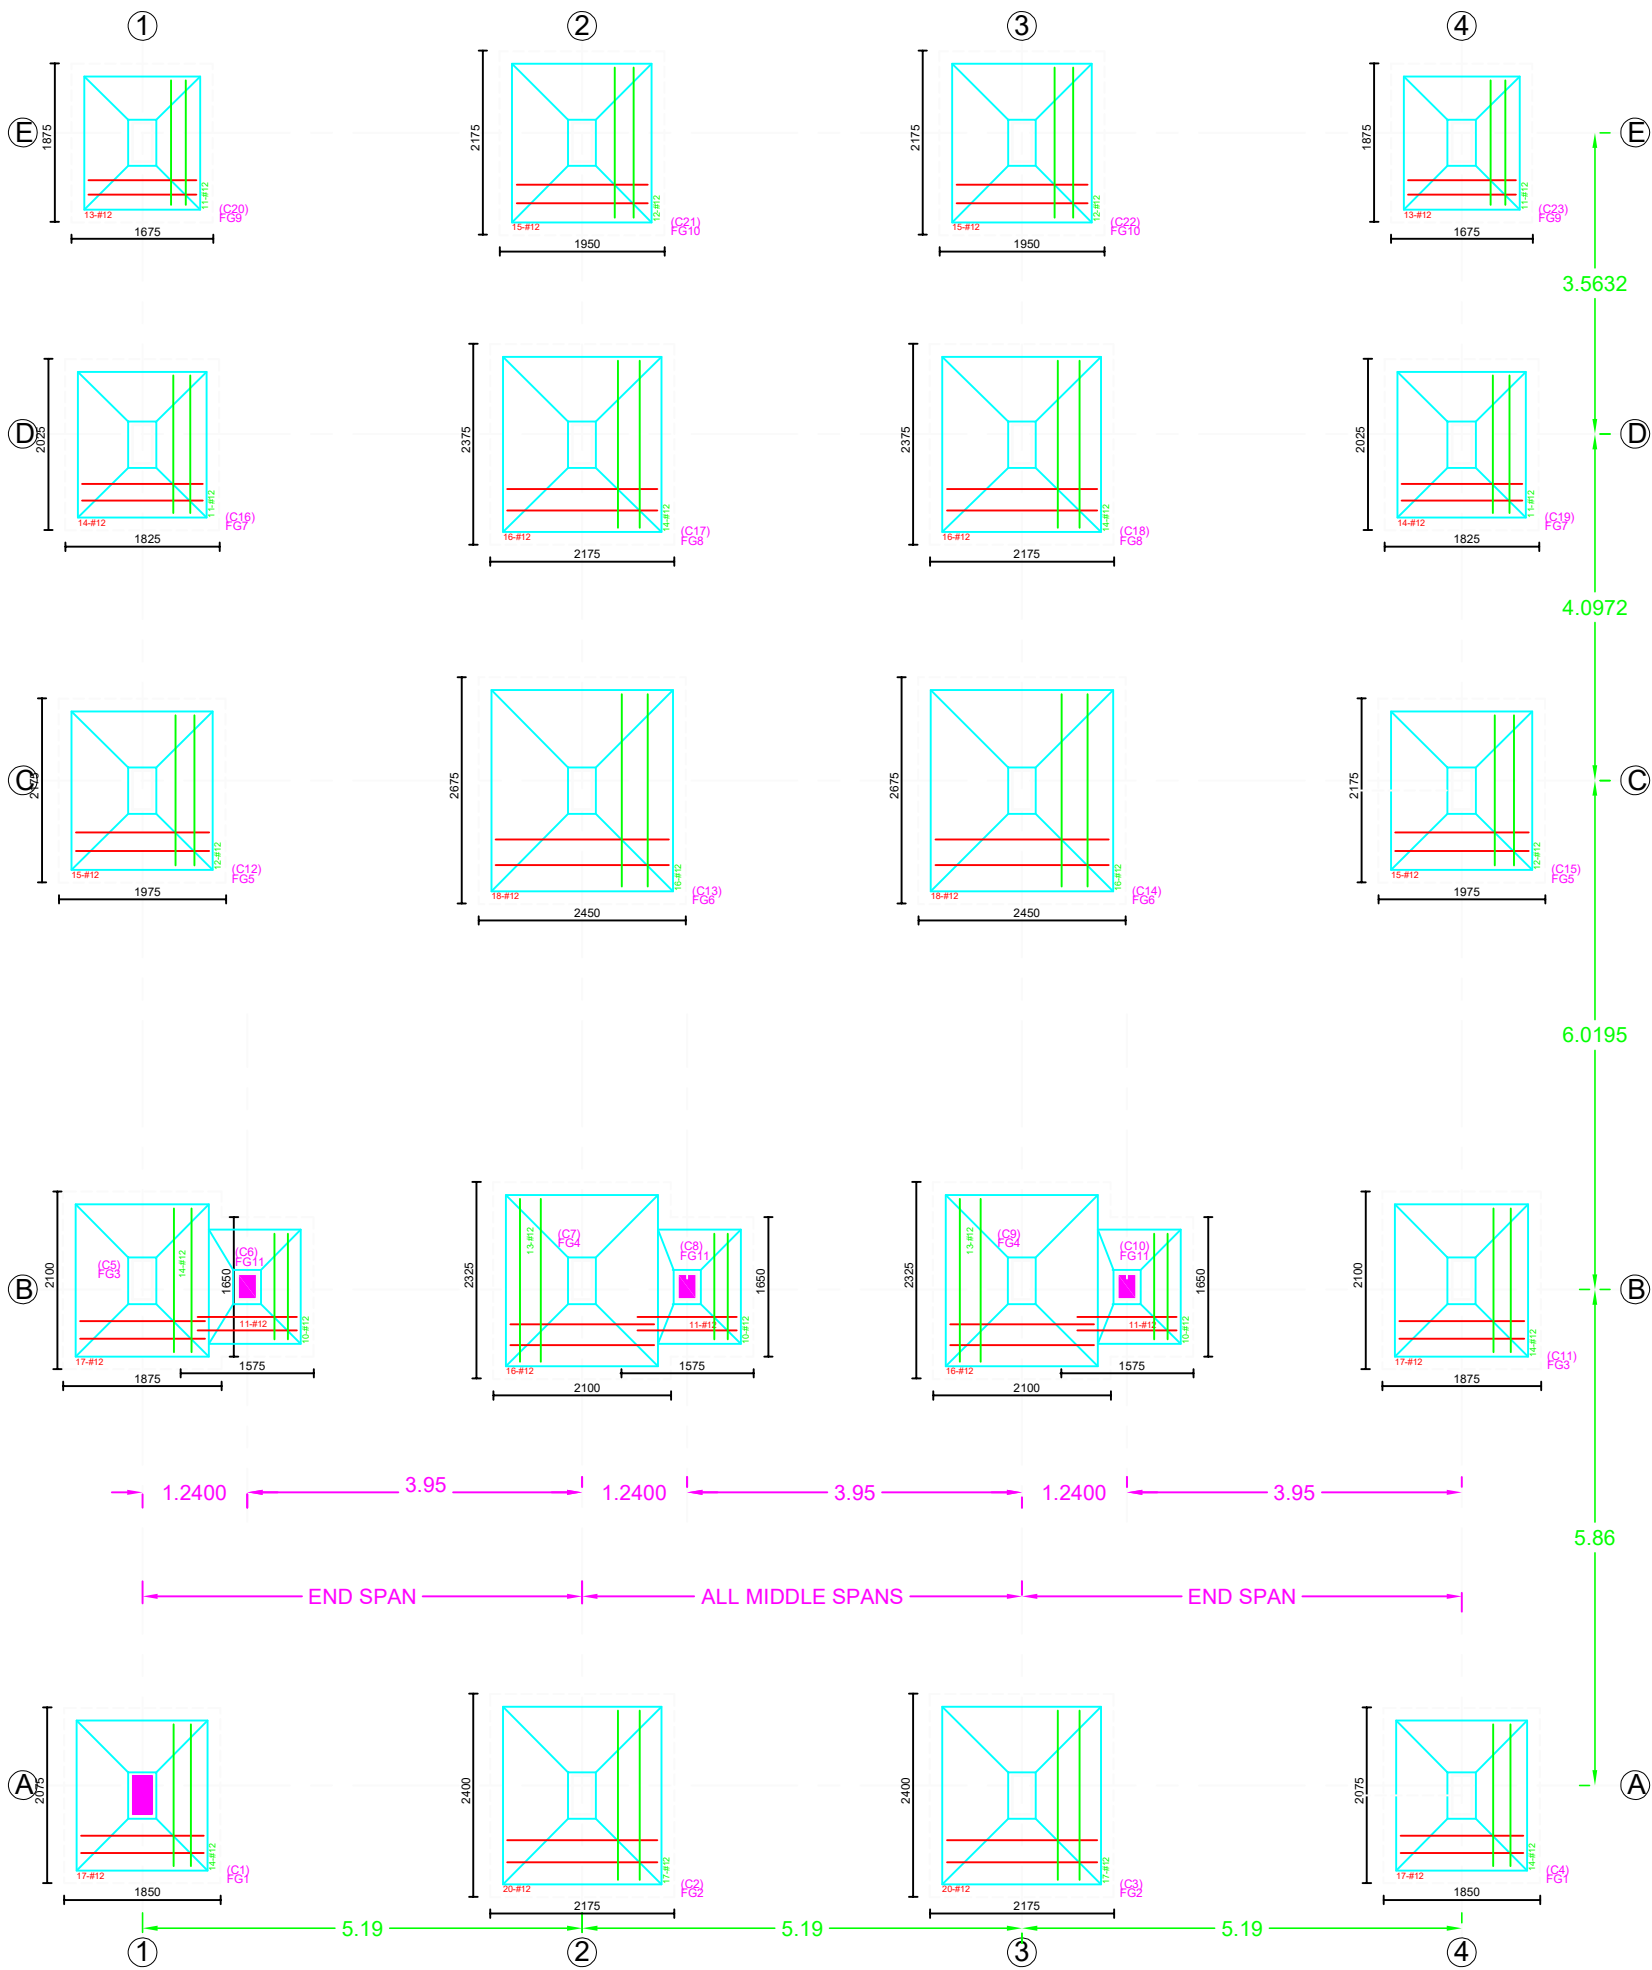 1
2
3
4
E
1875
13-#12
11-#12
(C20)
FG9
1675
2175
15-#12
12-#12
(C21)
FG10
1950
2175
15-#12
12-#12
(C22)
FG10
1950
1875
13-#12
11-#12
(C23)
FG9
1675
E
3.5632
D
2025
14-#12
11-#12
(C16)
FG7
1825
2375
16-#12
14-#12
(C17)
FG8
2175
2375
16-#12
14-#12
(C18)
FG8
2175
2025
14-#12
11-#12
(C19)
FG7
1825
D
4.0972
C
2175
15-#12
12-#12
(C12)
FG5
1975
2675
18-#12
16-#12
(C13)
FG6
2450
2675
18-#12
16-#12
(C14)
FG6
2450
2175
15-#12
12-#12
(C15)
FG5
1975
C
6.0195
B
2100
(C5)
FG3
14-#12
17-#12
1875
(C6)
FG11
1650
11-#12
10-#12
1575
2325
13-#12
(C7)
FG4
16-#12
2100
(C8)
FG11
1650
11-#12
10-#12
1575
2325
13-#12
(C9)
FG4
16-#12
2100
(C10)
FG11
1650
11-#12
10-#12
1575
2100
17-#12
14-#12
(C11)
FG3
1875
B
1.2400
3.95
1.2400
3.95
1.2400
3.95
5.86
END SPAN
ALL MIDDLE SPANS
END SPAN
A
2075
17-#12
14-#12
(C1)
FG1
1850
2400
20-#12
17-#12
(C2)
FG2
2175
2400
20-#12
17-#12
(C3)
FG2
2175
2075
17-#12
14-#12
(C4)
FG1
1850
A
5.19
5.19
5.19
1
2
3
4